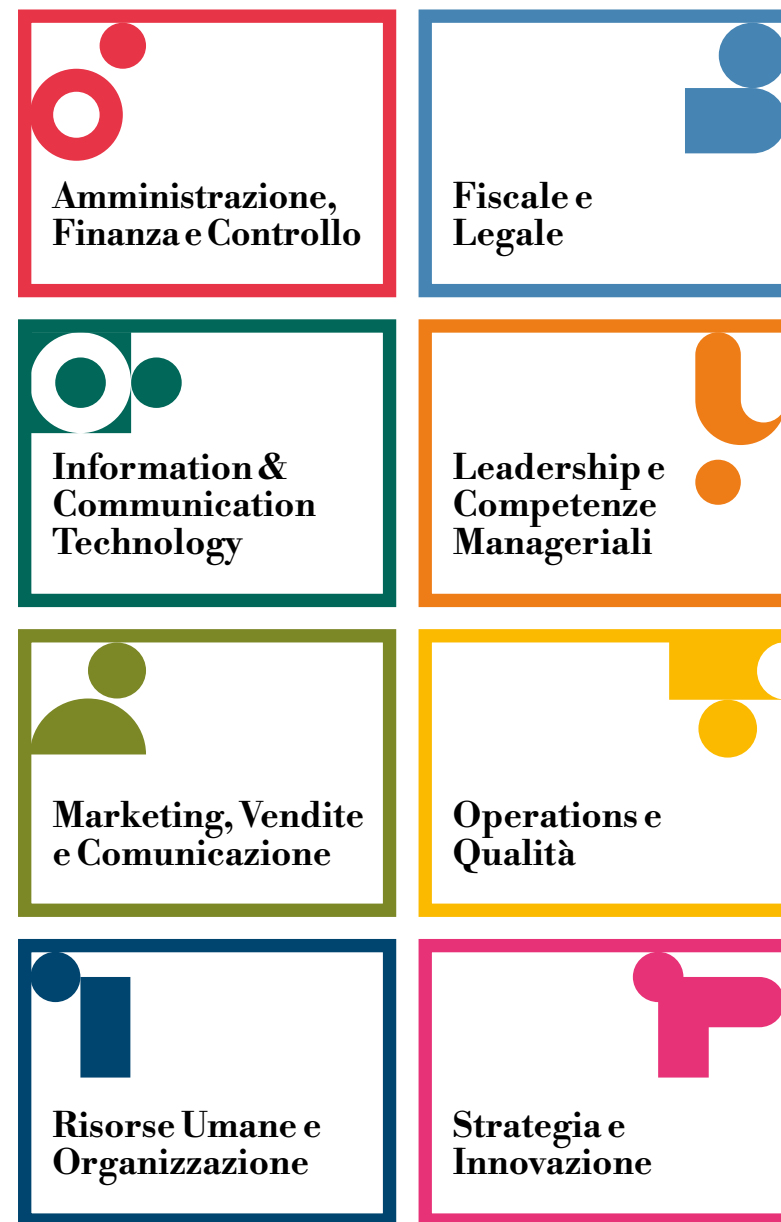 Amministrazione,
Finanza e Controllo
Fiscale e
Legale
Information &
Communication
Technology
Leadership e
Competenze
Manageriali
Marketing, Vendite
e Comunicazione
Operations e
Qualità
Risorse Umane e
Organizzazione
Strategia e
Innovazione